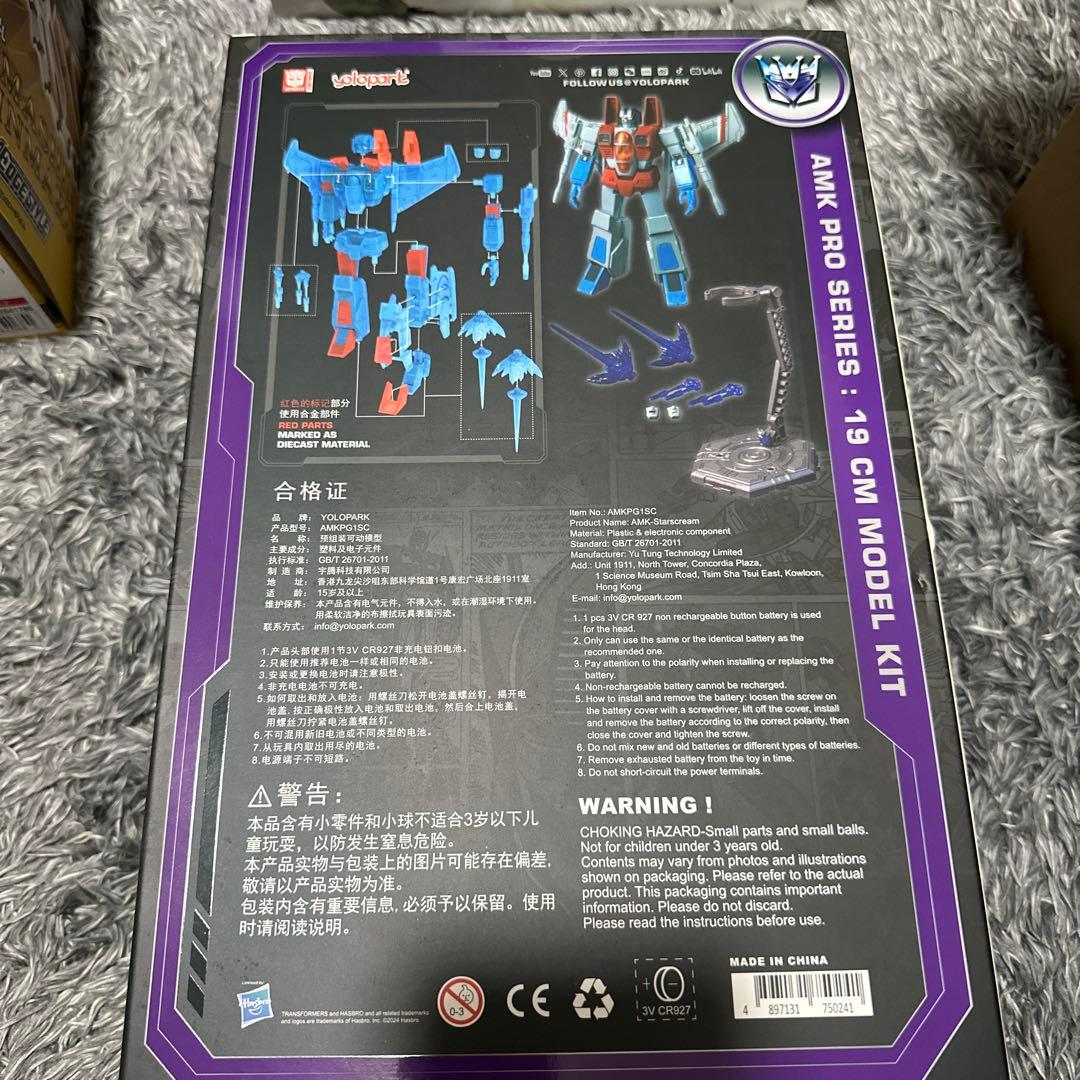 yolopark
FOLLOW US@YOLOPARK
AMK PRO SERIES : 19 CM MODEL KIT
EDGE STYLE
红色的标记部分
使用合金部件
RED PARTS
MARKED AS
DIECAST MATERIAL
合格证
品 牌: YOLOPARK
产品型号: AMKPG1SC
名 称: 预组装可动模型
主要成分: 塑料及电子元件
执行标准: GB/T 26701-2011
制 造 商: 宇腾科技有限公司
地 址: 香港九龙尖沙咀东部科学馆道1号康宏广场北座1911室
适 龄: 15岁及以上
维护保养: 本产品含有电气元件，不得入水，或在潮湿环境下使用。
用柔软洁净的布擦拭玩具表面污迹。
联系方式: info@yolopark.com
1.产品头部使用1节3V CR927非充电钮扣电池。
2.只能使用推荐电池一样或相同的电池。
3.安装或更换电池时请注意极性。
4.非充电电池不可充电。
5.如何取出和放入电池：用螺丝刀松开电池盖螺丝钉，揭开电
池盖. 按正确极性放入电池和取出电池，然后合上电池盖，
用螺丝刀拧紧电池盖螺丝钉。
6.不可混用新旧电池或不同类型的电池。
7.从玩具内取出用尽的电池。
8.电源端子不可短路。
Item No.: AMKPG1SC
Product Name: AMK-Starscream
Material: Plastic & electronic component
Standard: GB/T 26701-2011
Manufacturer: Yu Tung Technology Limited
Add.: Unit 1911, North Tower, Concordia Plaza,
1 Science Museum Road, Tsim Sha Tsui East, Kowloon,
Hong Kong
E-mail: info@yolopark.com
1. 1 pcs 3V CR 927 non rechargeable button battery is used
for the head.
2. Only can use the same or the identical battery as the
recommended one.
3. Pay attention to the polarity when installing or replacing the
battery.
4. Non-rechargeable battery cannot be recharged.
5. How to install and remove the battery: loosen the screw on
the battery cover with a screwdriver, lift off the cover, install
and remove the battery according to the correct polarity, then
close the cover and tighten the screw.
6. Do not mix new and old batteries or different types of batteries.
7. Remove exhausted battery from the toy in time.
8. Do not short-circuit the power terminals.
警告：
本品含有小零件和小球不适合3岁以下儿
童玩耍，以防发生窒息危险。
本产品实物与包装上的图片可能存在偏差,
敬请以产品实物为准。
包装内含有重要信息, 必须予以保留。使用
时请阅读说明。
WARNING !
CHOKING HAZARD-Small parts and small balls.
Not for children under 3 years old.
Contents may vary from photos and illustrations
shown on packaging. Please refer to the actual
product. This packaging contains important
information. Please do not discard.
Please read the instructions before use.
Licensed by:
Hasbro
TRANSFORMERS and HASBRO and all related trademarks
and logos are trademarks of Hasbro, Inc. ©2024 Hasbro.
0-3
CE
+ -
3V CR927
MADE IN CHINA
4 897131 750241